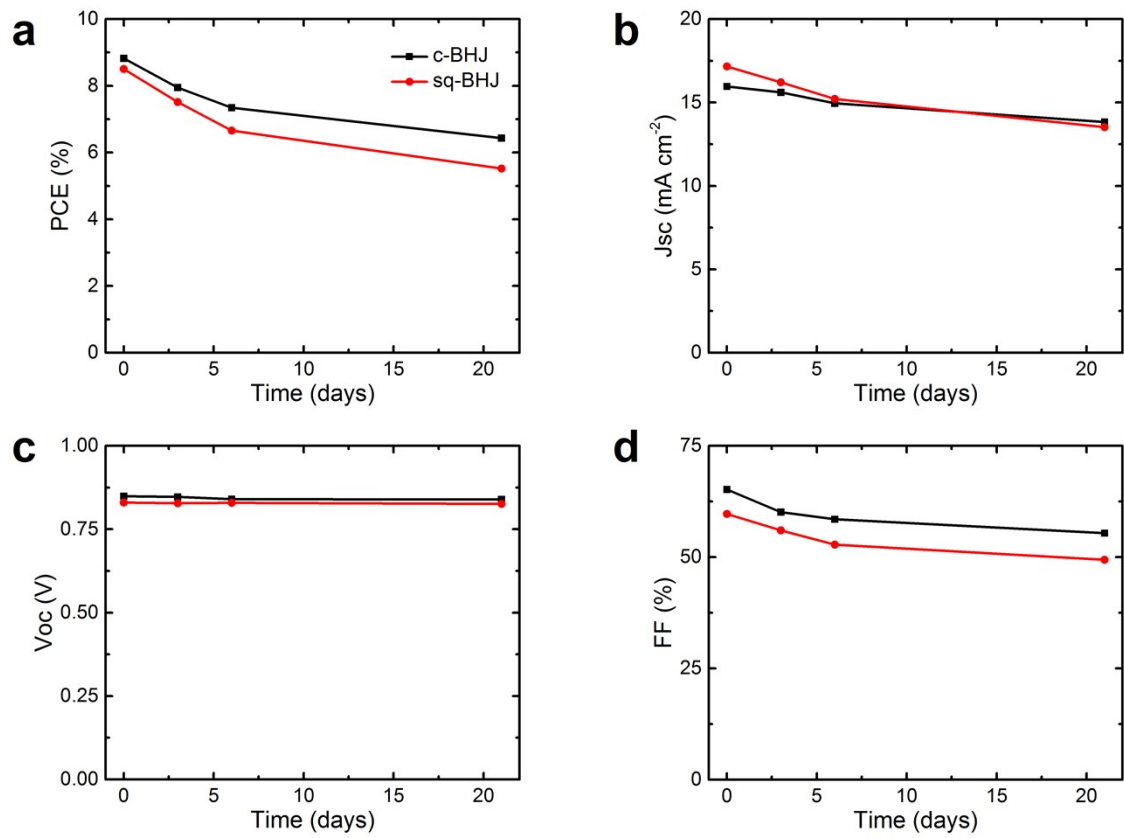 a
10
8
6
4
2
0
PCE (%)
c-BHJ
sq-BHJ
0 5 10 15 20
Time (days)
b
20
15
10
5
0
Jsc (mA cm⁻²)
0 5 10 15 20
Time (days)
c
1.00
0.75
0.50
0.25
0.00
Voc (V)
0 5 10 15 20
Time (days)
d
75
50
25
0
FF (%)
0 5 10 15 20
Time (days)